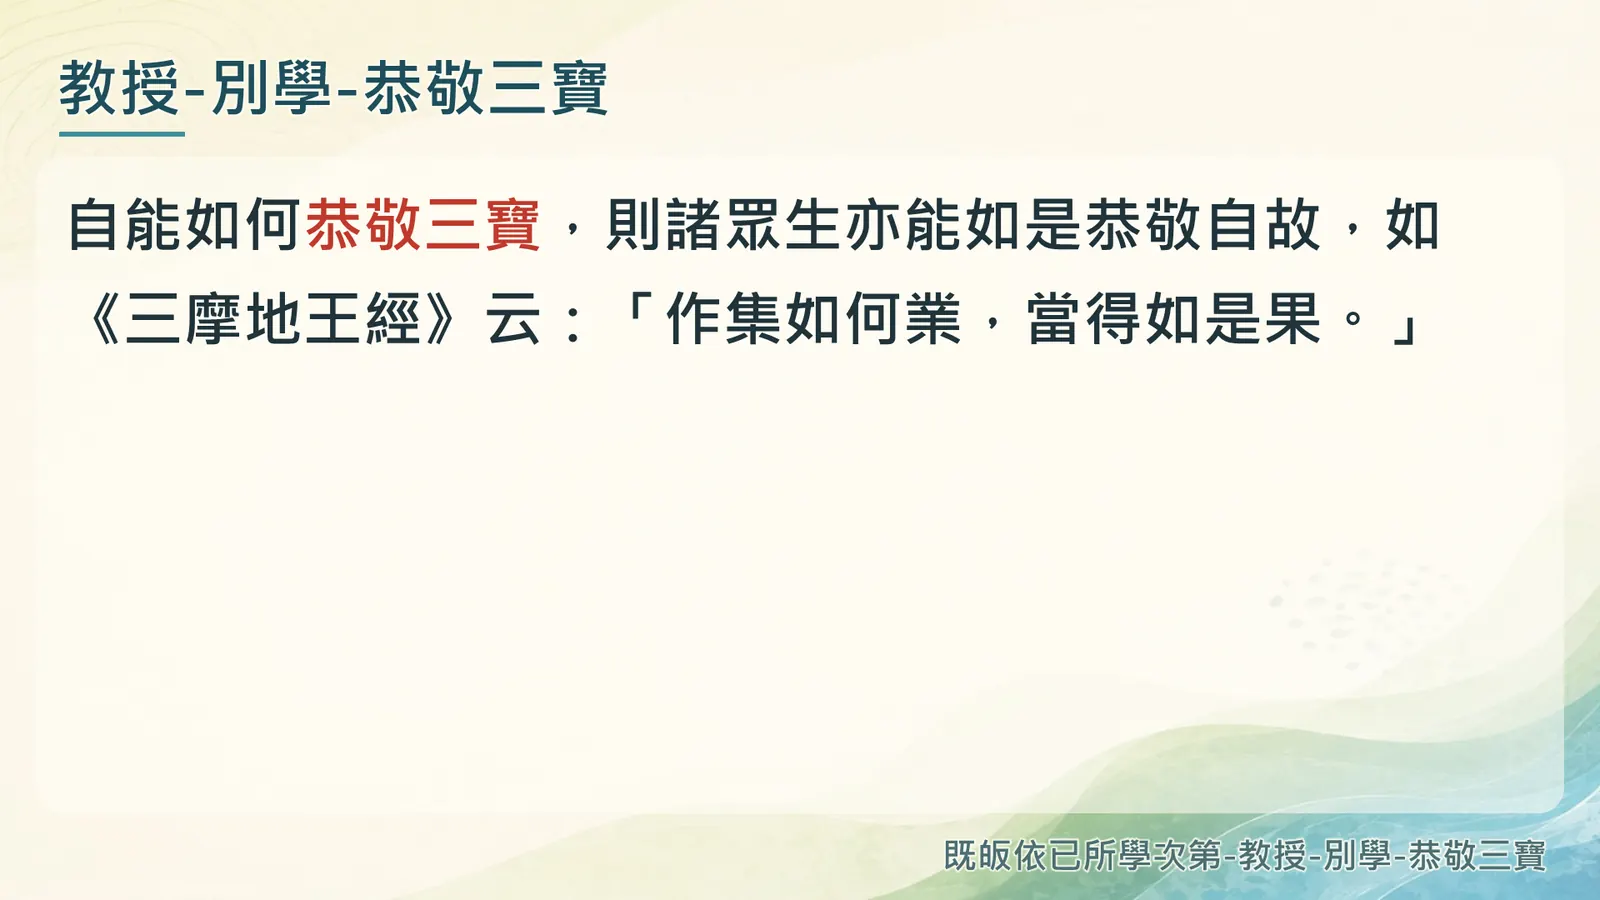 教授-別學-恭敬三寶
自能如何恭敬三寶，則諸眾生亦能如是恭敬自故，如
《三摩地王經》云：「作集如何業，當得如是果。」
既皈依已所學次第-教授-別學-恭敬三寶